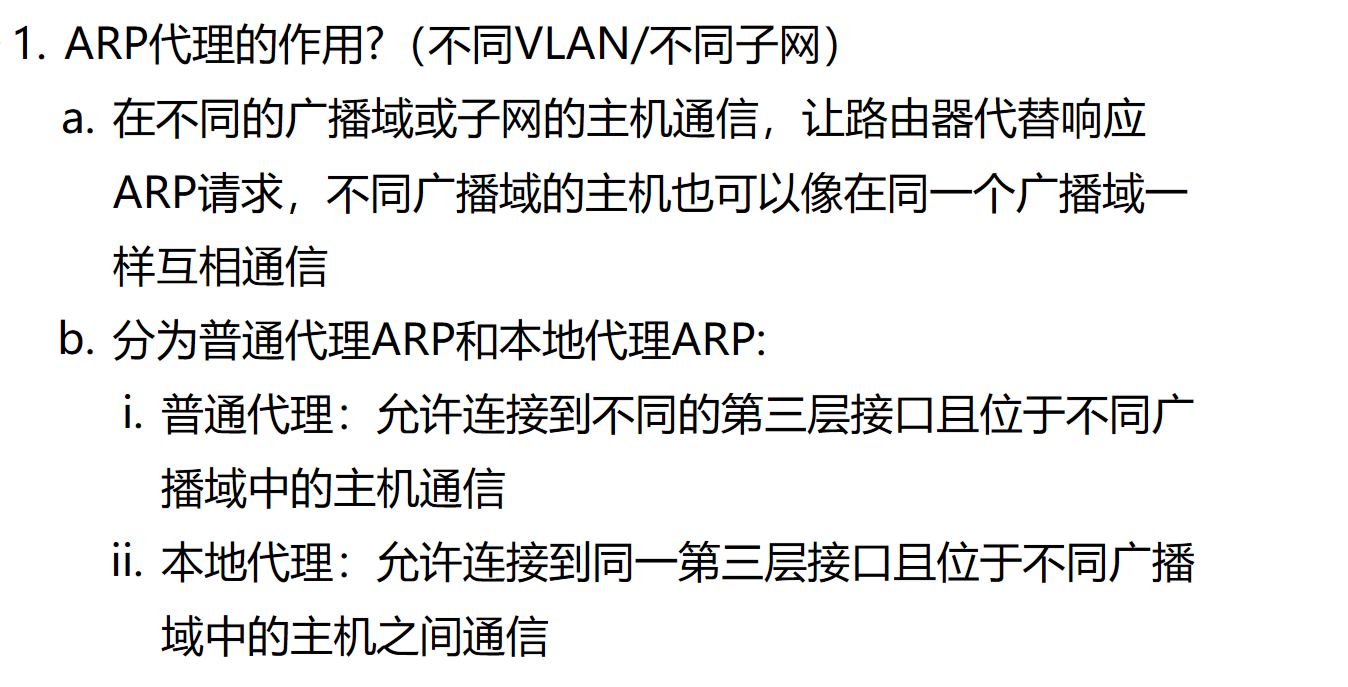 1. ARP代理的作用?（不同VLAN/不同子网）
a. 在不同的广播域或子网的主机通信，让路由器代替响应
ARP请求，不同广播域的主机也可以像在同一个广播域一
样互相通信
b. 分为普通代理ARP和本地代理ARP:
i. 普通代理：允许连接到不同的第三层接口且位于不同广
播域中的主机通信
ii. 本地代理：允许连接到同一第三层接口且位于不同广播
域中的主机之间通信